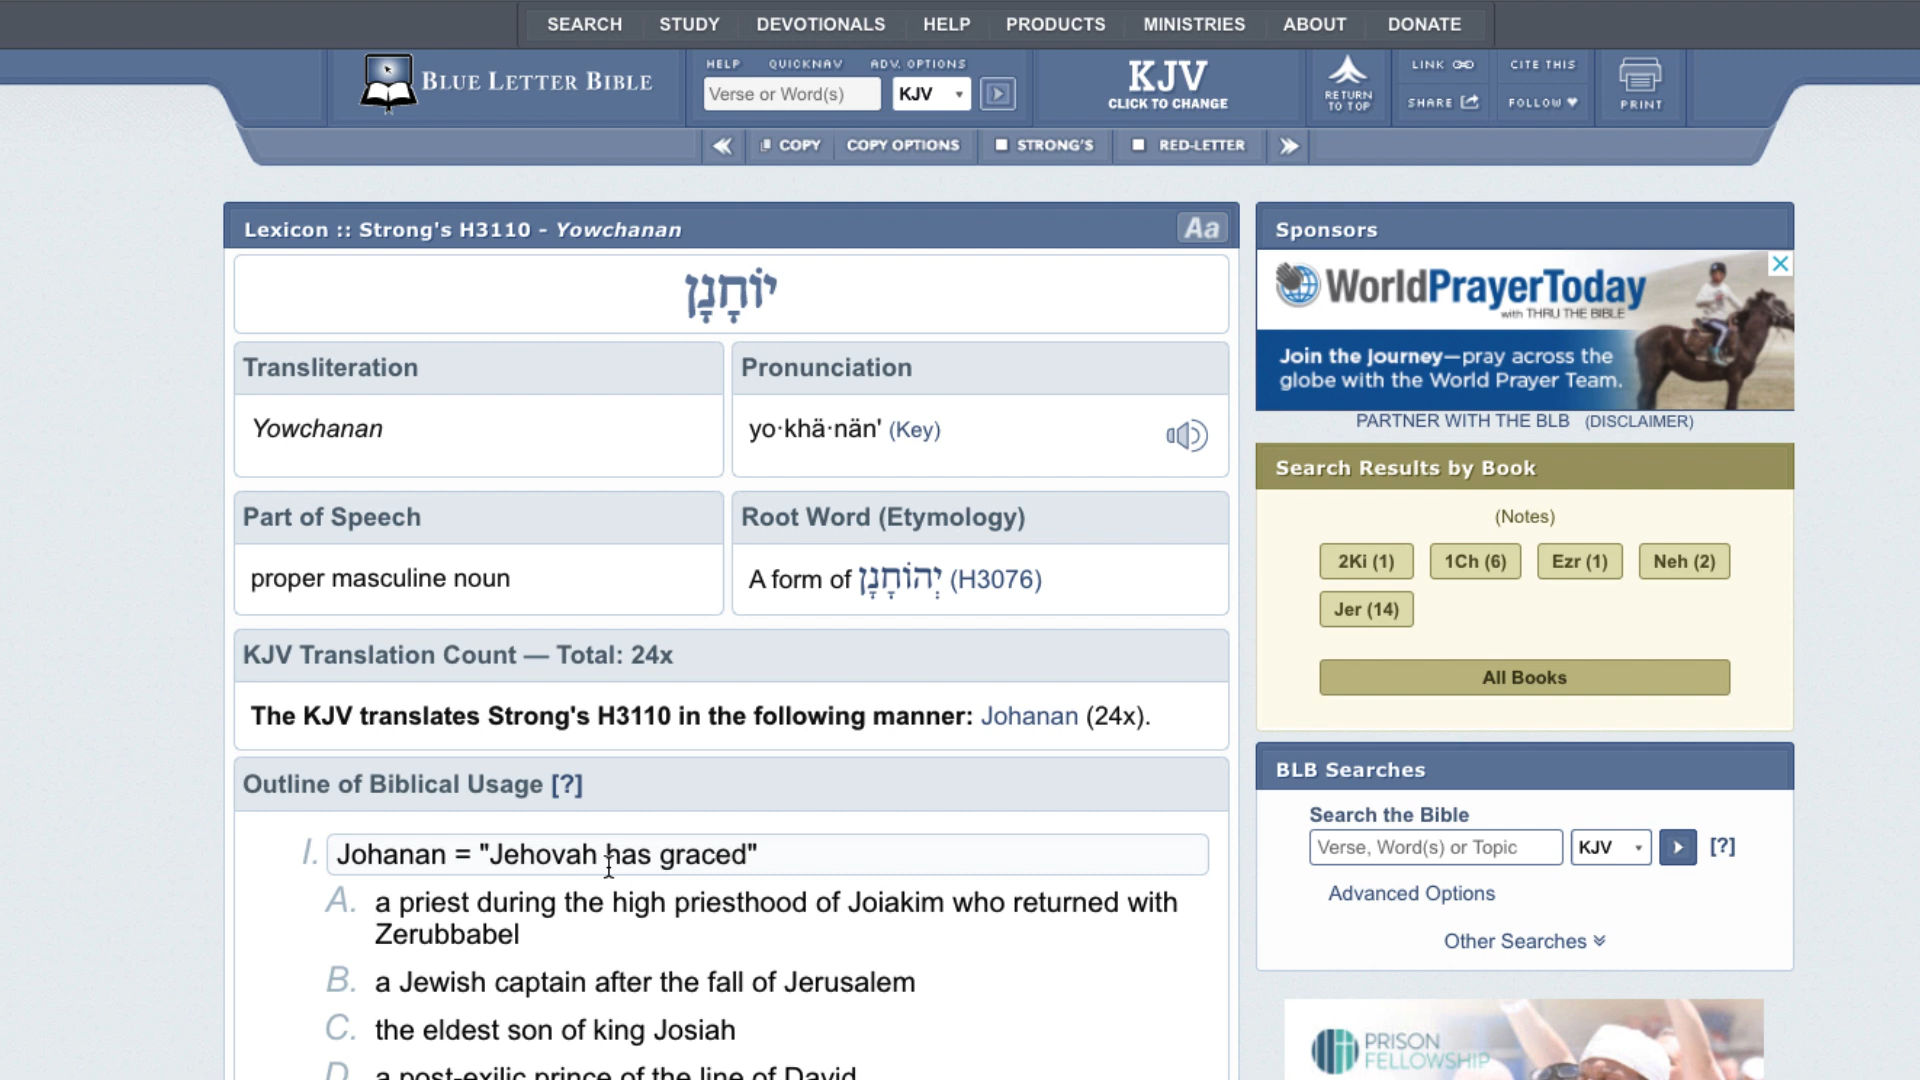 SEARCH STUDY DEVOTIONALS HELP PRODUCTS MINISTRIES ABOUT DONATE
BLUE LETTER BIBLE
HELP QUICKNAV ADV. OPTIONS
Verse or Word(s) KJV
KJV
CLICK TO CHANGE
RETURN
TO TOP
LINK CITE THIS
SHARE FOLLOW
PRINT
COPY COPY OPTIONS STRONG'S RED-LETTER
Lexicon :: Strong's H3110 - Yowchanan
Aa
יוֹחָנָן
Transliteration
Yowchanan
Pronunciation
yo·khä·nän' (Key)
Part of Speech
proper masculine noun
Root Word (Etymology)
A form of יְהוֹחָנָן (H3076)
KJV Translation Count — Total: 24x
The KJV translates Strong's H3110 in the following manner: Johanan (24x).
Outline of Biblical Usage [?]
I. Johanan = "Jehovah has graced"
A. a priest during the high priesthood of Joiakim who returned with
Zerubbabel
B. a Jewish captain after the fall of Jerusalem
C. the eldest son of king Josiah
D. a post-exilic prince of the line of David
Sponsors
WorldPrayerToday
with THRU THE BIBLE
Join the Journey—pray across the
globe with the World Prayer Team.
PARTNER WITH THE BLB (DISCLAIMER)
Search Results by Book
(Notes)
2Ki (1) 1Ch (6) Ezr (1) Neh (2)
Jer (14)
All Books
BLB Searches
Search the Bible
Verse, Word(s) or Topic KJV [?]
Advanced Options
Other Searches
PRISON
FELLOWSHIP